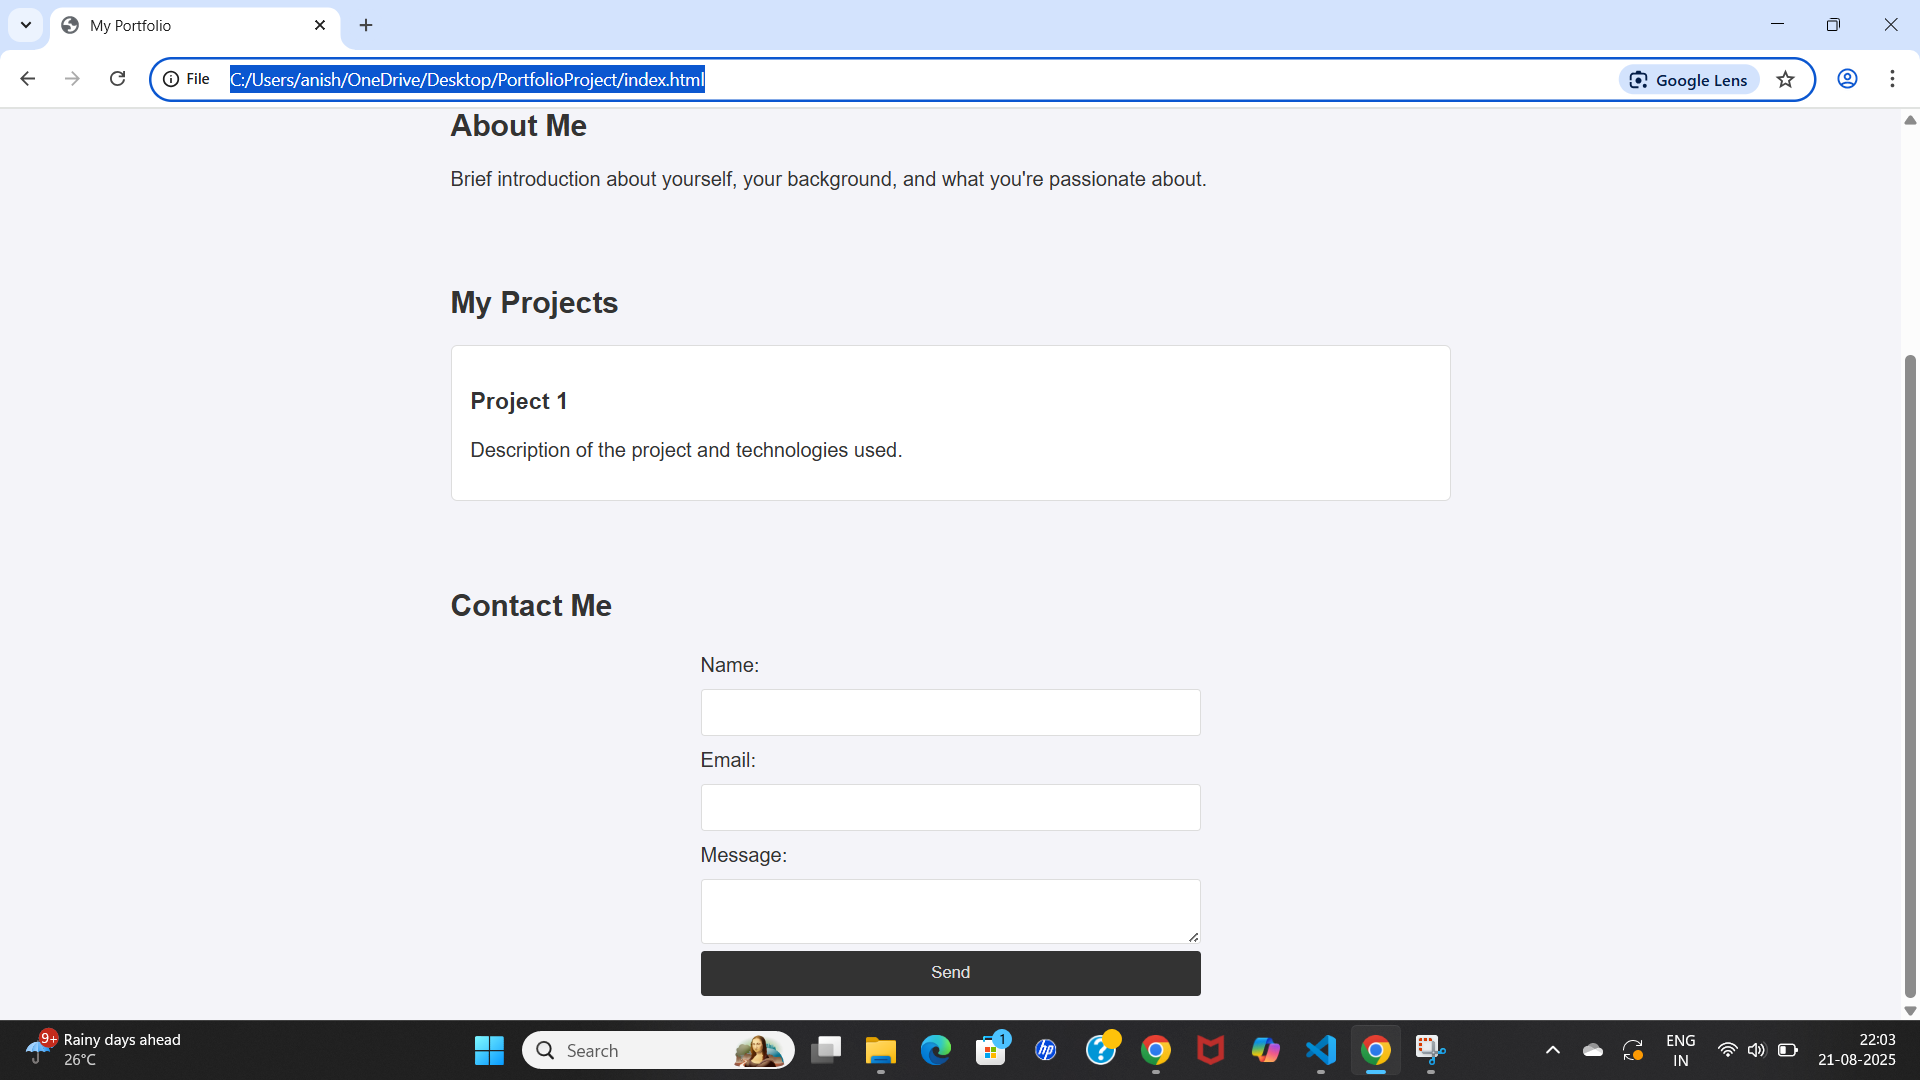 My Portfolio
File
C:/Users/anish/OneDrive/Desktop/PortfolioProject/index.html
Google Lens
About Me
Brief introduction about yourself, your background, and what you're passionate about.
My Projects
Project 1
Description of the project and technologies used.
Contact Me
Name:
Email:
Message:
Send
9+
Rainy days ahead
26°C
Search
1
hp
?
ENG
IN
22:03
21-08-2025